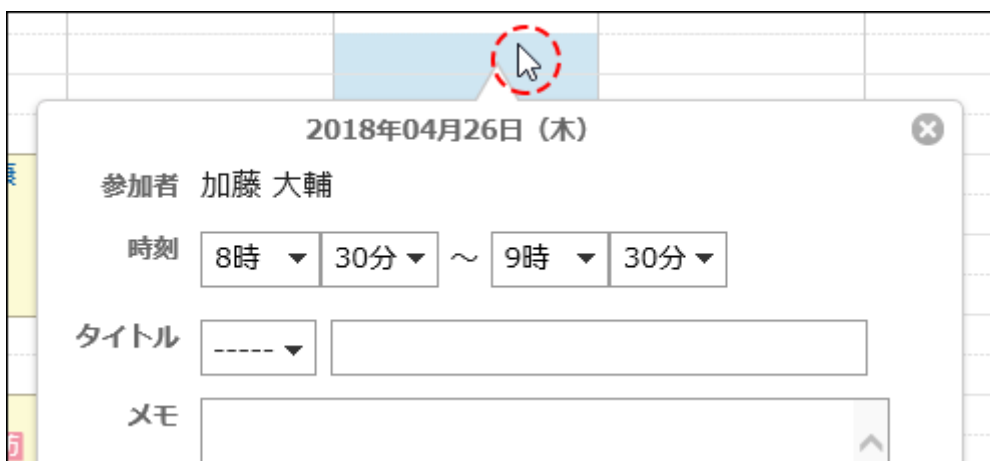 2018年04月26日（木）
参加者 加藤 大輔
時刻 8時 30分 ～ 9時 30分
タイトル -----
メモ